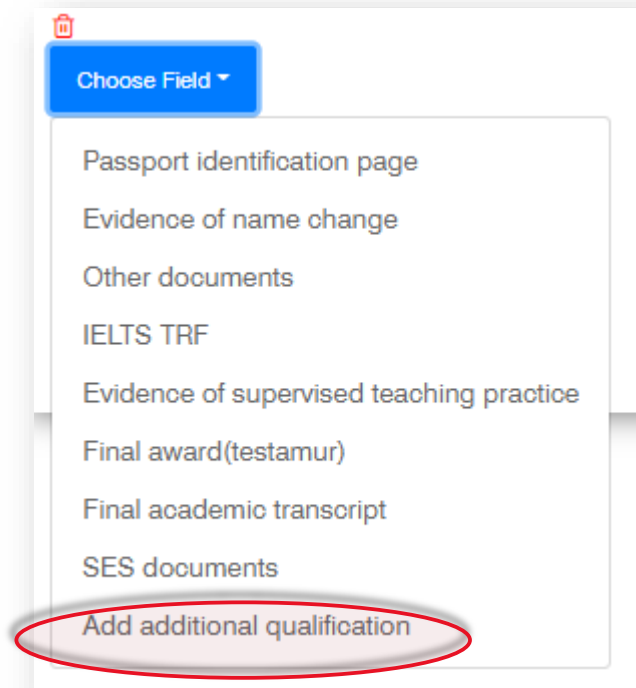 Choose Field
Passport identification page
Evidence of name change
Other documents
IELTS TRF
Evidence of supervised teaching practice
Final award(testamur)
Final academic transcript
SES documents
Add additional qualification